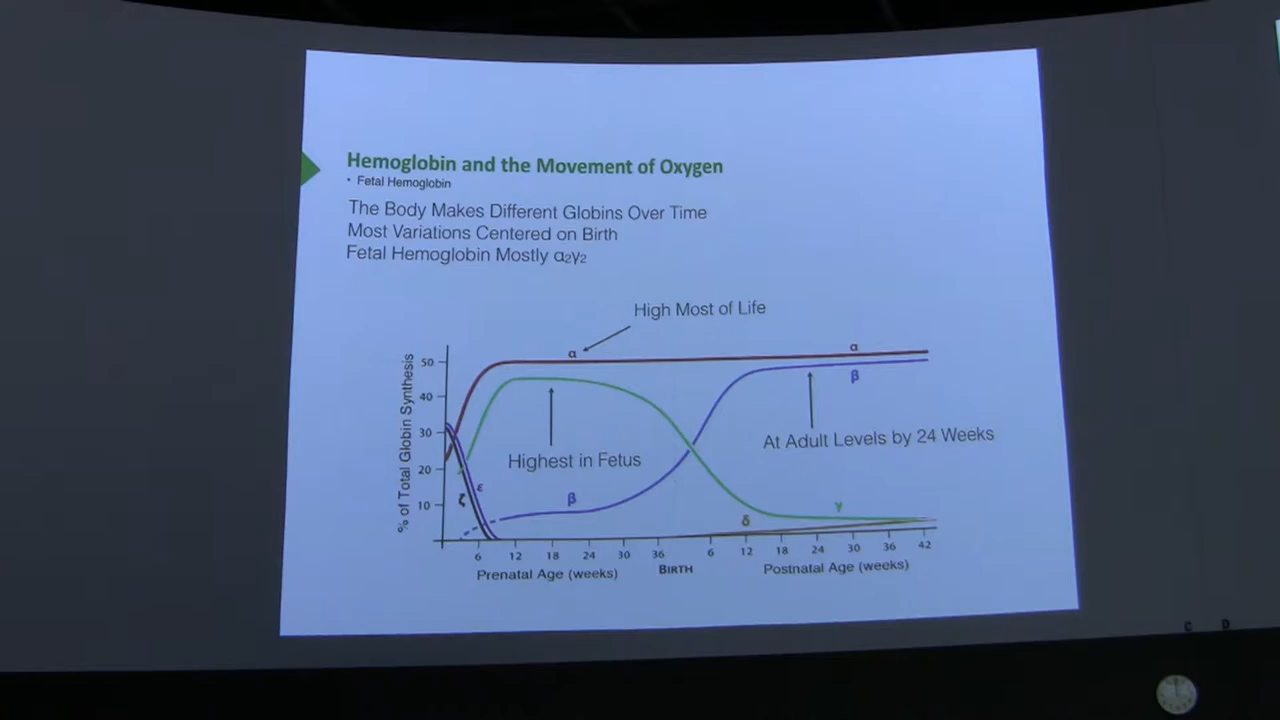 Hemoglobin and the Movement of Oxygen
• Fetal Hemoglobin
The Body Makes Different Globins Over Time
Most Variations Centered on Birth
Fetal Hemoglobin Mostly α₂γ₂
High Most of Life
α
α
β
At Adult Levels by 24 Weeks
Highest in Fetus
% of Total Globin Synthesis
50
40
30
20
10
ζ
ε
β
δ
γ
6 12 18 24 30 36 6 12 18 24 30 36 42
Prenatal Age (weeks) BIRTH Postnatal Age (weeks)
C D